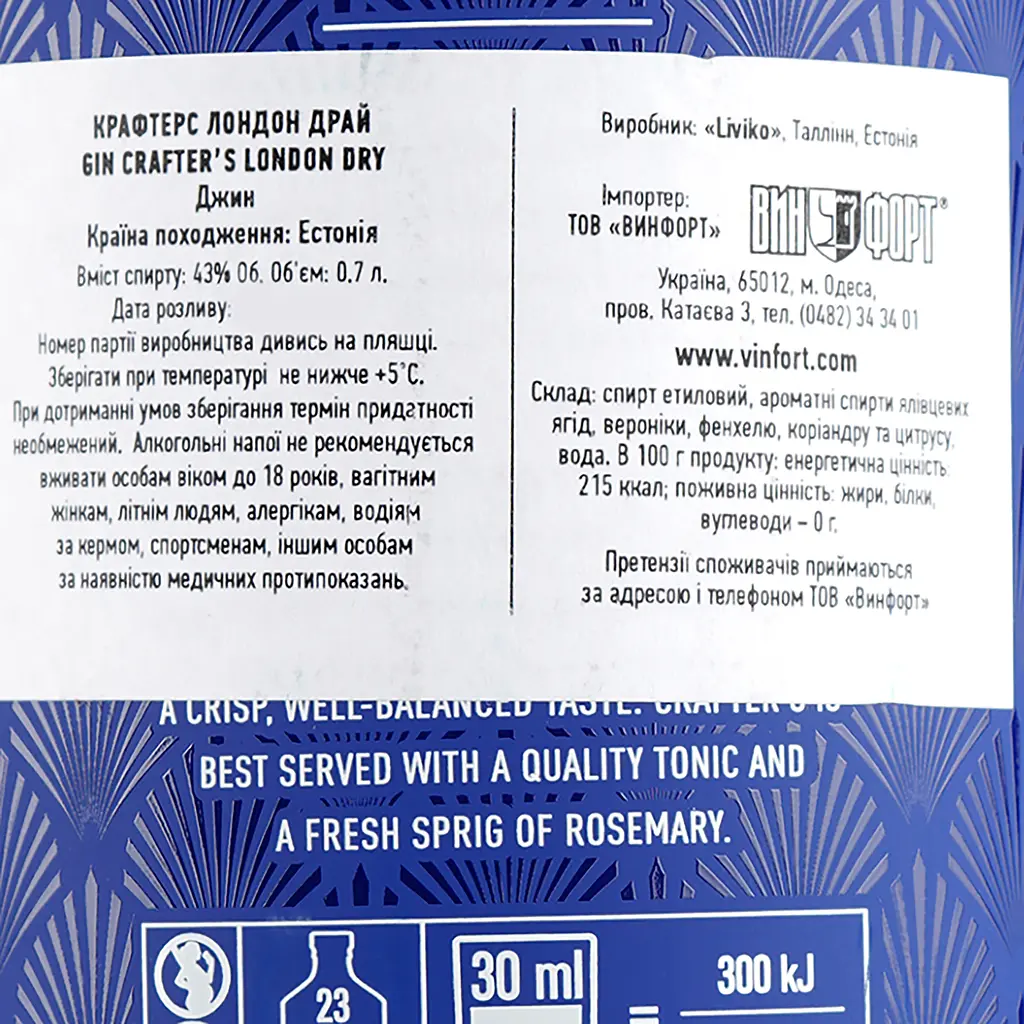 КРАФТЕРС ЛОНДОН ДРАЙ
GIN CRAFTER'S LONDON DRY
Джин
Країна походження: Естонія
Вміст спирту: 43% Об. Об'єм: 0.7 л.
Дата розливу:
Номер партії виробництва дивись на пляшці.
Зберігати при температурі не нижче +5°С.
При дотриманні умов зберігання термін придатності
необмежений. Алкогольні напої не рекомендується
вживати особам віком до 18 років, вагітним
жінкам, літнім людям, алергікам, водіям
за кермом, спортсменам, іншим особам
за наявністю медичних протипоказань.
Виробник: «Liviko», Таллінн, Естонія
Імпортер:
ТОВ «ВИНФОРТ»
ВИН ФОРТ®
Україна, 65012, м. Одеса,
пров. Катаєва 3, тел. (0482) 34 34 01
www.vinfort.com
Склад: спирт етиловий, ароматні спирти ялівцевих
ягід, вероніки, фенхелю, коріандру та цитрусу,
вода. В 100 г продукту: енергетична цінність:
215 ккал; поживна цінність: жири, білки,
вуглеводи – 0 г.
Претензії споживачів приймаються
за адресою і телефоном ТОВ «Винфорт»
A CRISP, WELL-BALANCED TASTE. CRAFTER'S IS
BEST SERVED WITH A QUALITY TONIC AND
A FRESH SPRIG OF ROSEMARY.
23
30 ml
=
300 kJ